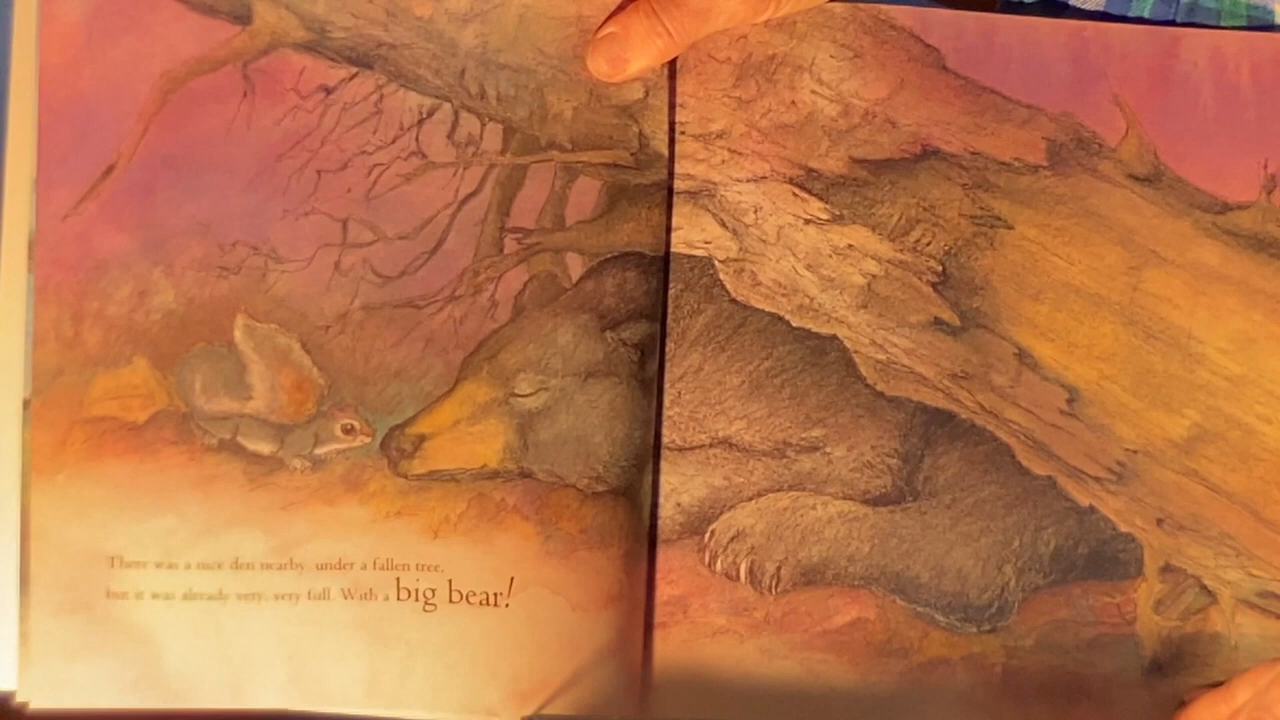 There was a nice den nearby under a fallen tree,
but it was already very, very full. With a big bear!